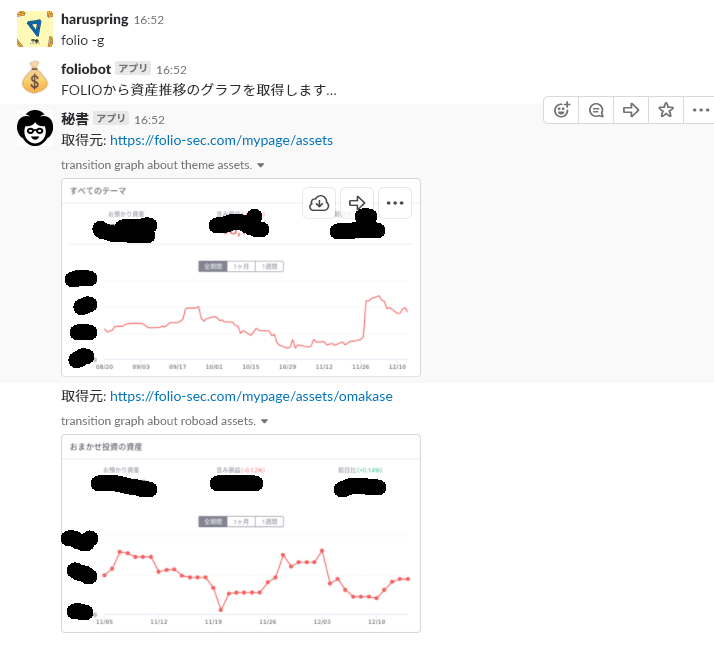 haruspring 16:52
folio -g
foliobot アプリ 16:52
FOLIOから資産推移のグラフを取得します...
秘書 アプリ 16:52
取得元: https://folio-sec.com/mypage/assets
transition graph about theme assets.
すべてのテーマ
お預かり資産
全期間 1ヶ月 1週間
08/20 09/03 09/17 10/01 10/15 10/29 11/12 11/26 12/10
取得元: https://folio-sec.com/mypage/assets/omakase
transition graph about roboad assets.
おまかせ投資の資産
お預かり資産 含み損益(-0.12%) 前日比(+0.14%)
全期間 1ヶ月 1週間
11/05 11/12 11/19 11/26 12/03 12/10